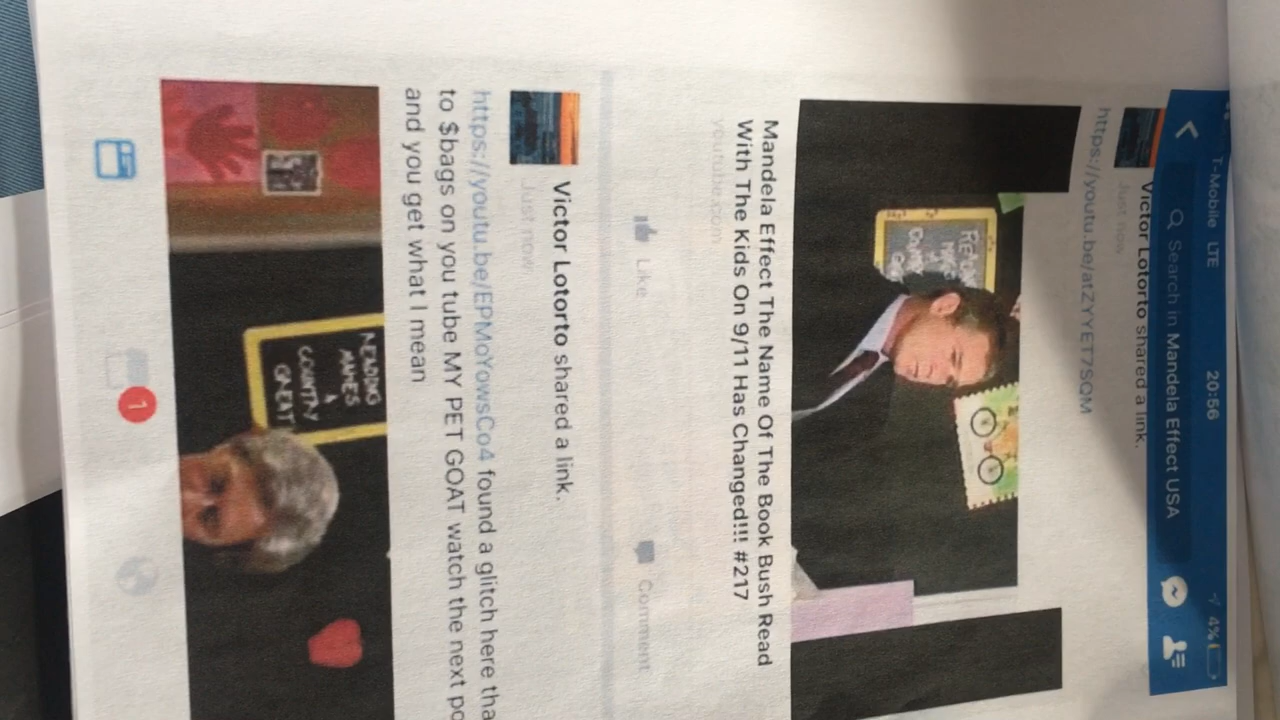 T-Mobile LTE 20:56 4%
Search in Mandela Effect USA
Victor Lotorto shared a link.
Just now
https://youtu.be/atZYYET7SQM
Mandela Effect The Name Of The Book Bush Read
With The Kids On 9/11 Has Changed!!! #217
youtube.com
Like Comment
Victor Lotorto shared a link.
Just now
https://youtu.be/EPMoYowsCo4 found a glitch here tha
to $bags on you tube MY PET GOAT watch the next po
and you get what I mean
READING
MAKES
A
COUNTRY
GREAT
1